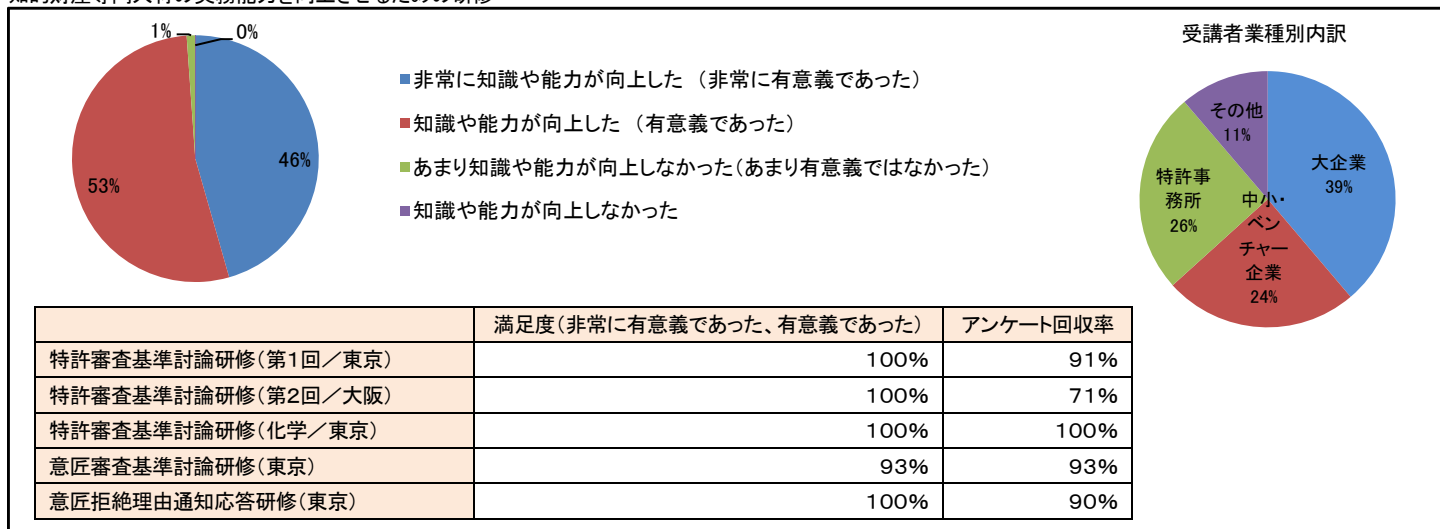 1%
0%
46%
53%
非常に知識や能力が向上した (非常に有意義であった)
知識や能力が向上した (有意義であった)
あまり知識や能力が向上しなかった(あまり有意義ではなかった)
知識や能力が向上しなかった
受講者業種別内訳
その他
11%
大企業
39%
特許事
務所
26%
中小・
ベン
チャー
企業
24%
満足度(非常に有意義であった、有意義であった) アンケート回収率
特許審査基準討論研修(第1回/東京) 100% 91%
特許審査基準討論研修(第2回/大阪) 100% 71%
特許審査基準討論研修(化学/東京) 100% 100%
意匠審査基準討論研修(東京) 93% 93%
意匠拒絶理由通知応答研修(東京) 100% 90%